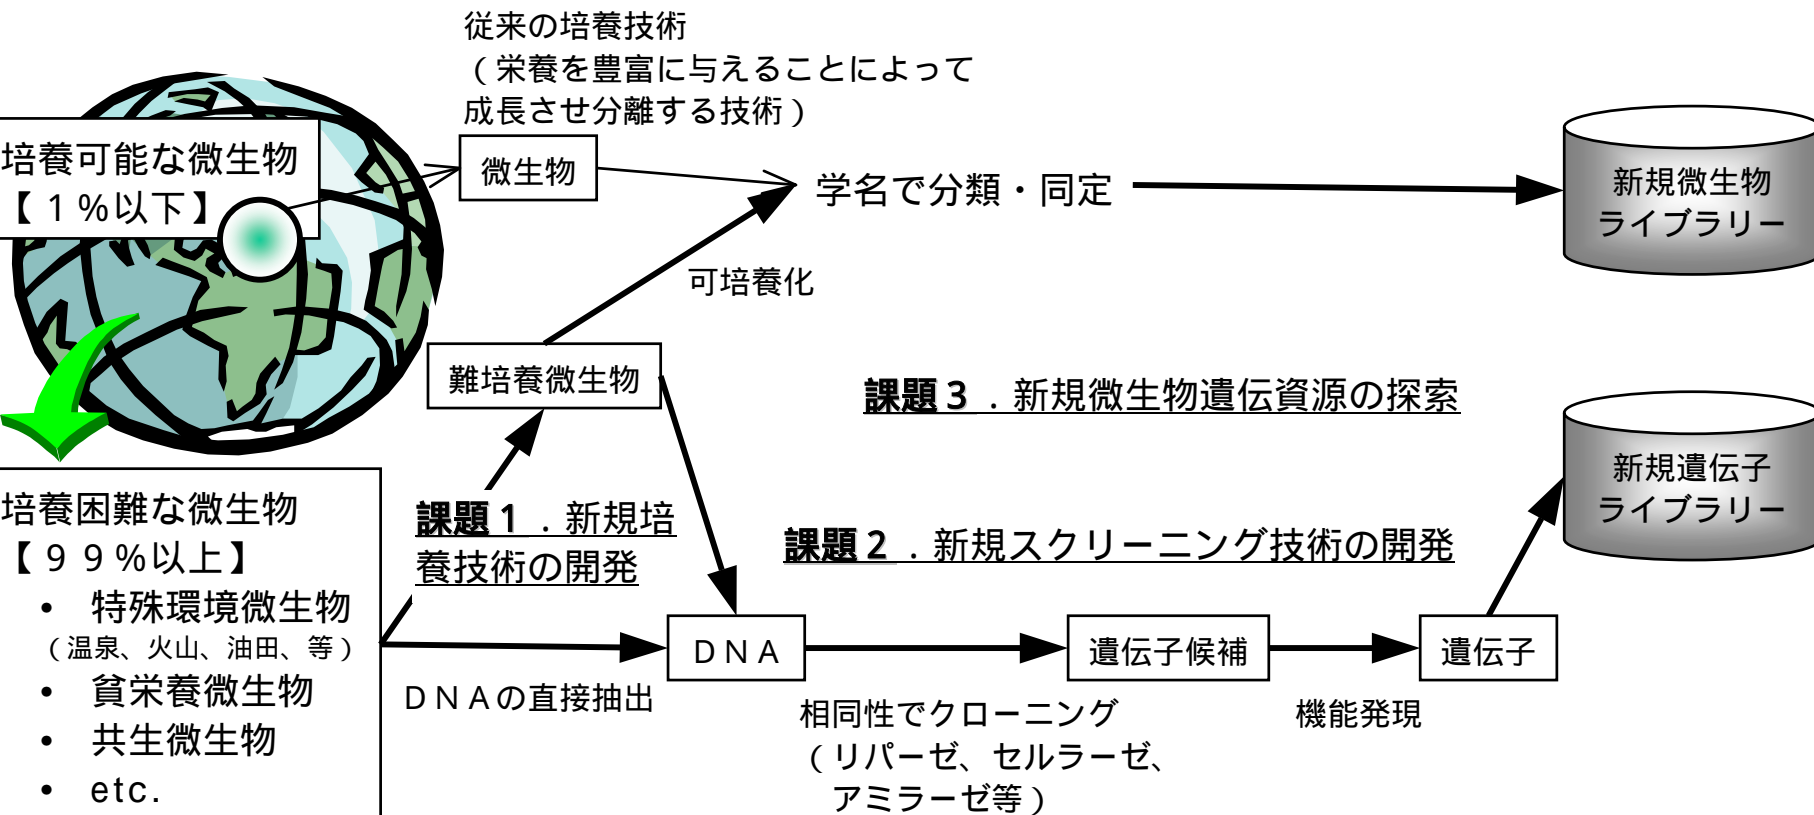 従来の培養技術
（栄養を豊富に与えることによって
成長させ分離する技術）
培養可能な微生物
【１％以下】
微生物
学名で分類・同定
新規微生物
ライブラリー
可培養化
難培養微生物
課題３．新規微生物遺伝資源の探索
新規遺伝子
ライブラリー
培養困難な微生物
【９９％以上】
• 特殊環境微生物
（温泉、火山、油田、等）
• 貧栄養微生物
• 共生微生物
• etc.
課題１．新規培
養技術の開発
課題２．新規スクリーニング技術の開発
ＤＮＡ
遺伝子候補
遺伝子
ＤＮＡの直接抽出
相同性でクローニング
（リパーゼ、セルラーゼ、
アミラーゼ等）
機能発現